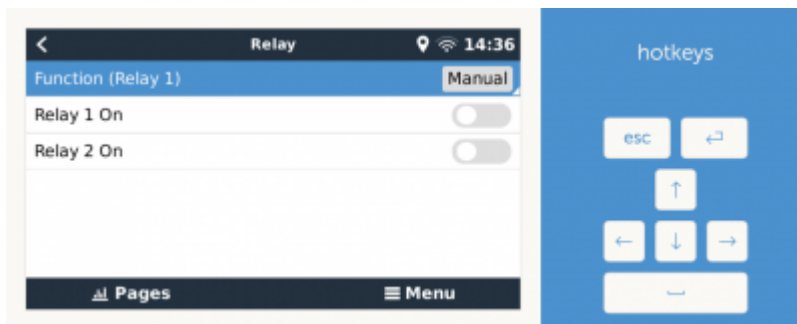 Relay
14:36
Function (Relay 1)
Manual
Relay 1 On
Relay 2 On
Pages
Menu
hotkeys
esc